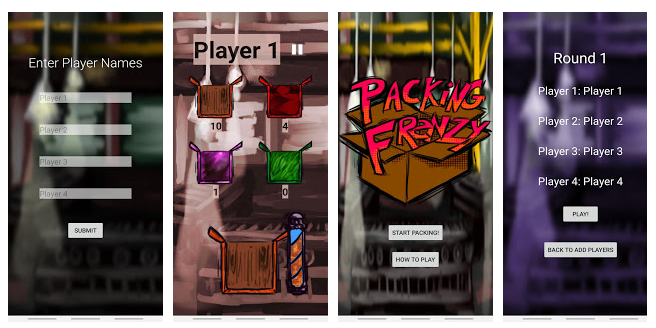 Enter Player Names
Player 1
Player 2
Player 3
Player 4
SUBMIT
Player 1
10
4
1
0
PACKING
FRENZY
START PACKING!
HOW TO PLAY
Round 1
Player 1: Player 1
Player 2: Player 2
Player 3: Player 3
Player 4: Player 4
PLAY!
BACK TO ADD PLAYERS